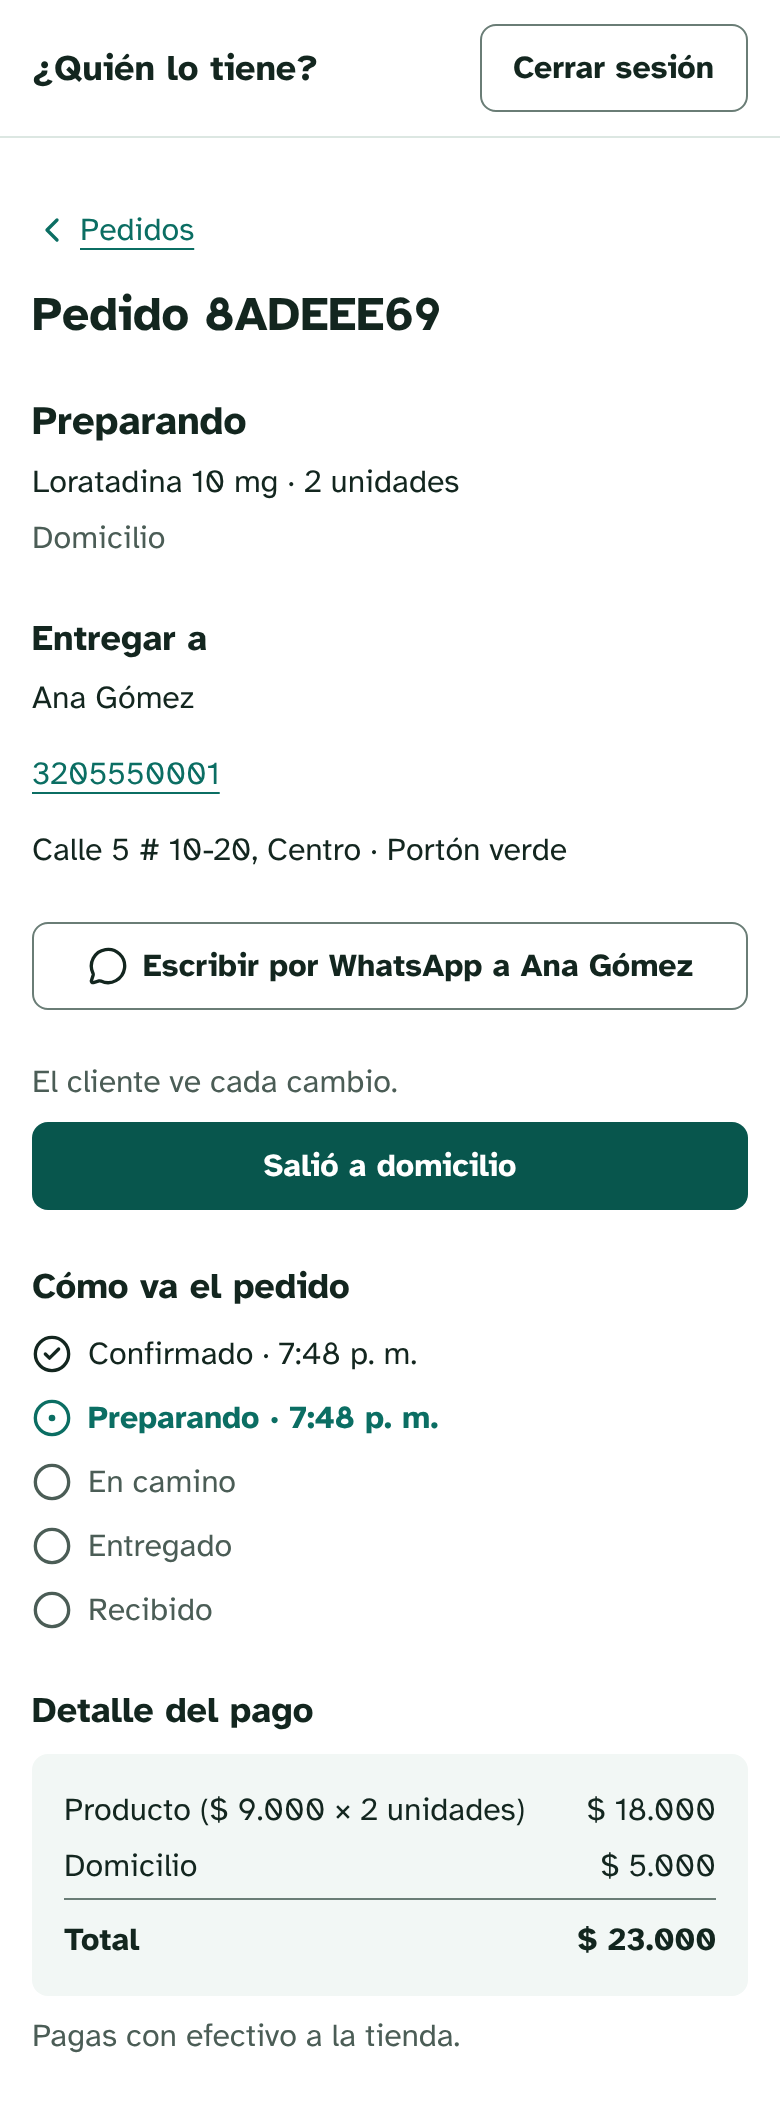 ¿Quién lo tiene?
Cerrar sesión
Pedidos
Pedido 8ADEEE69
Preparando
Loratadina 10 mg · 2 unidades
Domicilio
Entregar a
Ana Gómez
3205550001
Calle 5 # 10-20, Centro · Portón verde
Escribir por WhatsApp a Ana Gómez
El cliente ve cada cambio.
Salió a domicilio
Cómo va el pedido
Confirmado · 7:48 p. m.
Preparando · 7:48 p. m.
En camino
Entregado
Recibido
Detalle del pago
Producto ($ 9.000 × 2 unidades) $ 18.000
Domicilio $ 5.000
Total $ 23.000
Pagas con efectivo a la tienda.